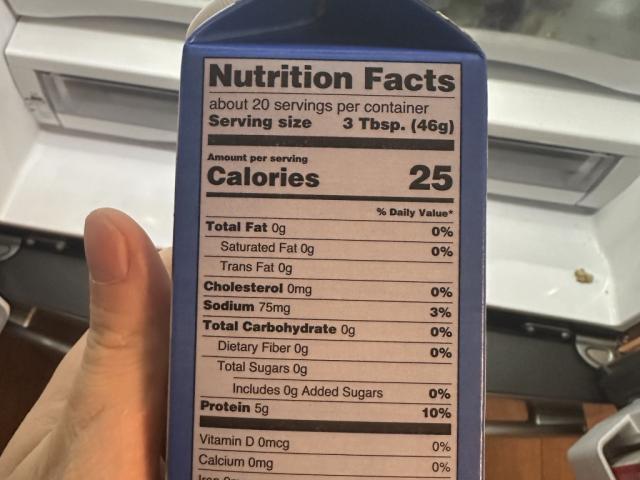 Nutrition Facts
about 20 servings per container
Serving size 3 Tbsp. (46g)
Amount per serving
Calories 25
% Daily Value*
Total Fat 0g 0%
Saturated Fat 0g 0%
Trans Fat 0g
Cholesterol 0mg 0%
Sodium 75mg 3%
Total Carbohydrate 0g 0%
Dietary Fiber 0g 0%
Total Sugars 0g
Includes 0g Added Sugars 0%
Protein 5g 10%
Vitamin D 0mcg 0%
Calcium 0mg 0%